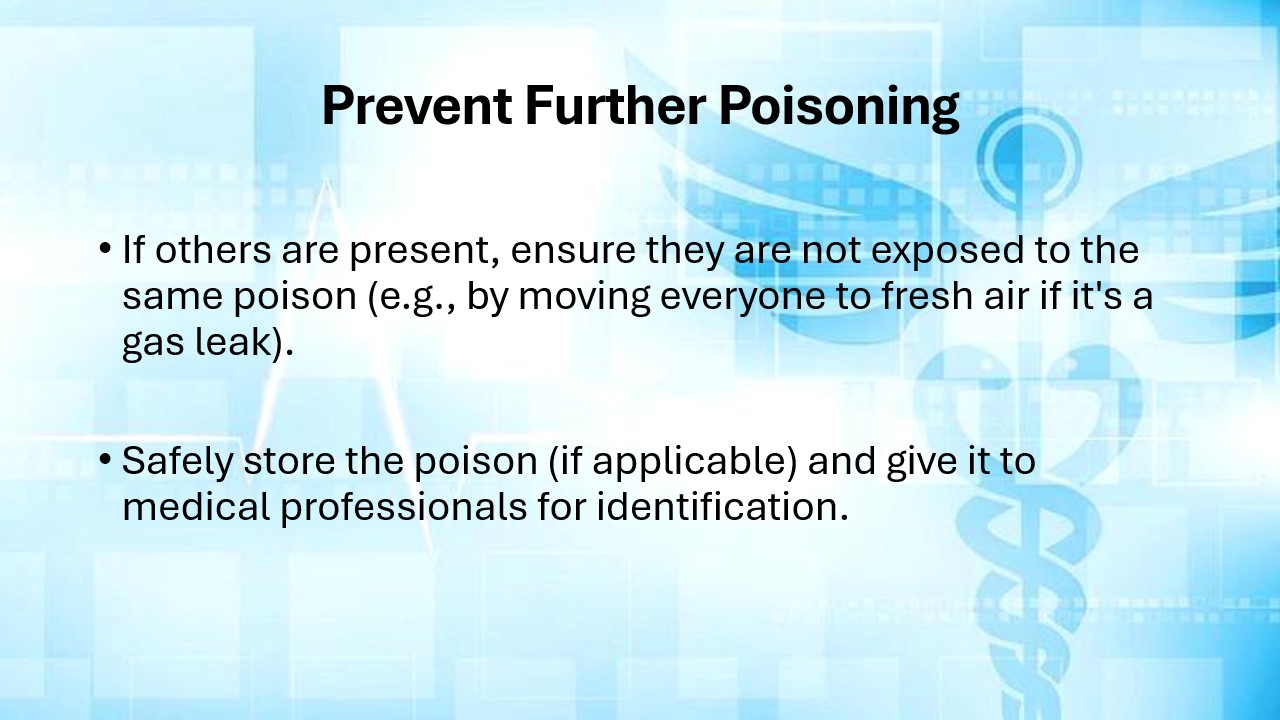 Prevent Further Poisoning
• If others are present, ensure they are not exposed to the
same poison (e.g., by moving everyone to fresh air if it's a
gas leak).
• Safely store the poison (if applicable) and give it to
medical professionals for identification.